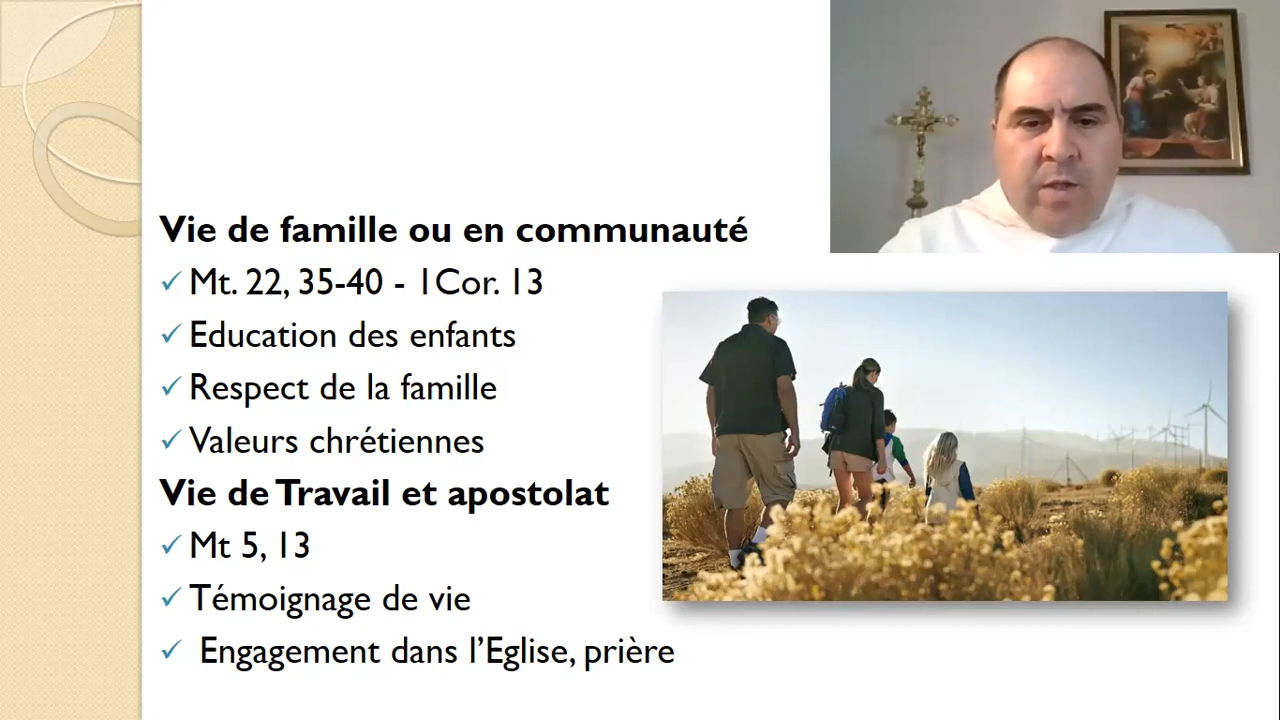 Vie de famille ou en communauté
✓ Mt. 22, 35-40 - 1Cor. 13
✓ Education des enfants
✓ Respect de la famille
✓ Valeurs chrétiennes
Vie de Travail et apostolat
✓ Mt 5, 13
✓ Témoignage de vie
✓ Engagement dans l’Eglise, prière